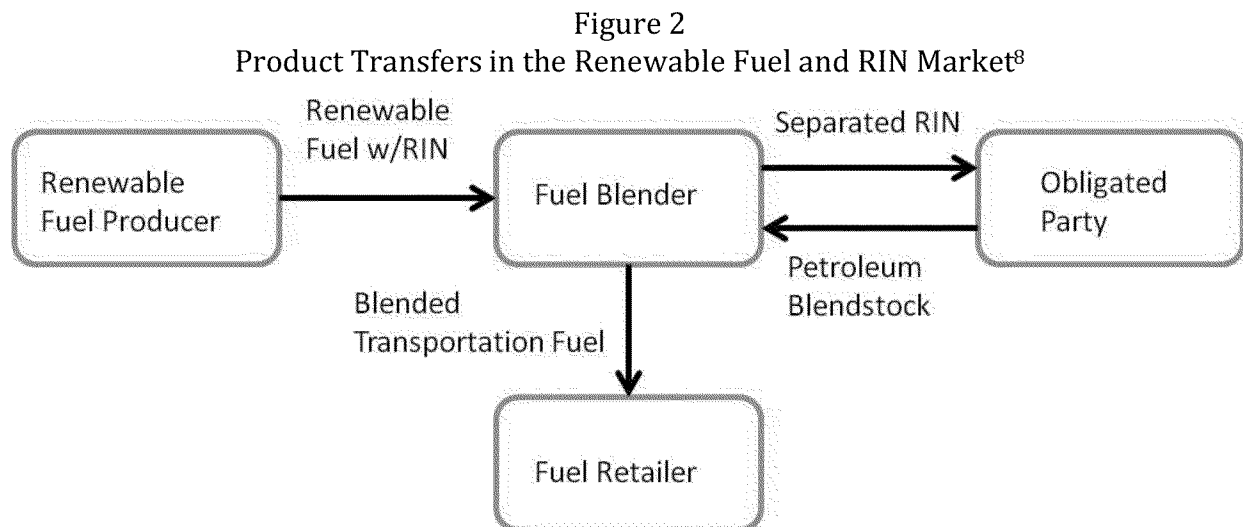 Figure 2
Product Transfers in the Renewable Fuel and RIN Market⁸
Renewable
Fuel w/RIN
Separated RIN
Renewable
Fuel Producer
Fuel Blender
Obligated
Party
Blended
Transportation Fuel
Petroleum
Blendstock
Fuel Retailer